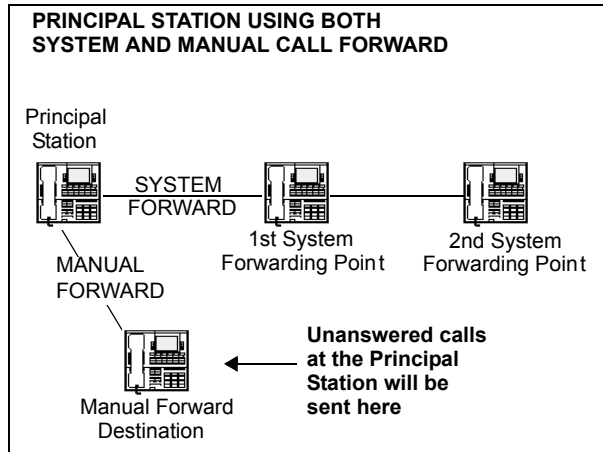 PRINCIPAL STATION USING BOTH
SYSTEM AND MANUAL CALL FORWARD
Principal
Station
SYSTEM
FORWARD
1st System
Forwarding Point
2nd System
Forwarding Point
MANUAL
FORWARD
Unanswered calls
at the Principal
Station will be
sent here
Manual Forward
Destination